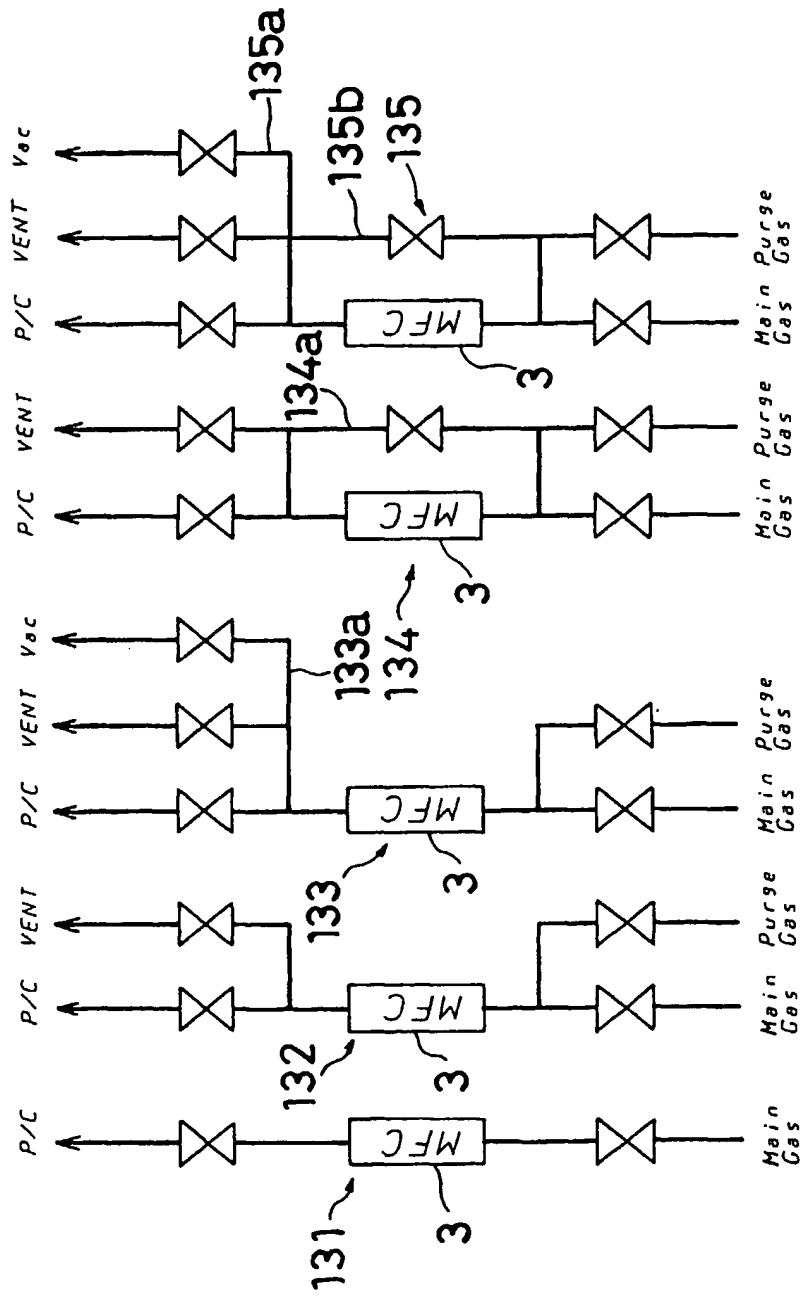 P/C
P/C VENT
P/C VENT Vac
P/C VENT
P/C VENT Vac
131
MFC
3
132
MFC
3
133
133a
MFC
3
134
134a
MFC
3
135a
135b
135
MFC
3
Main
Gas
Main
Gas
Purge
Gas
Main
Gas
Purge
Gas
Main
Gas
Purge
Gas
Main
Gas
Purge
Gas